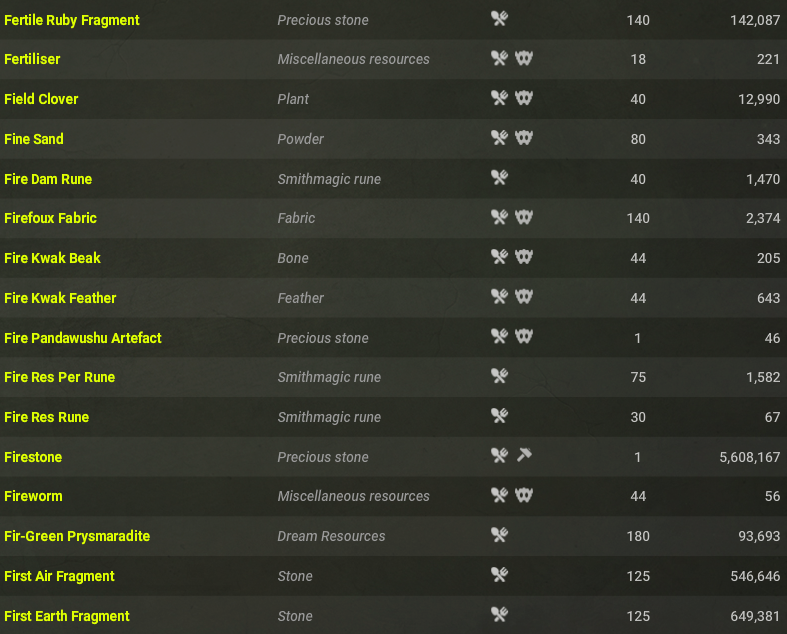 Fertile Ruby Fragment Precious stone 140 142,087
Fertiliser Miscellaneous resources 18 221
Field Clover Plant 40 12,990
Fine Sand Powder 80 343
Fire Dam Rune Smithmagic rune 40 1,470
Firefoux Fabric Fabric 140 2,374
Fire Kwak Beak Bone 44 205
Fire Kwak Feather Feather 44 643
Fire Pandawushu Artefact Precious stone 1 46
Fire Res Per Rune Smithmagic rune 75 1,582
Fire Res Rune Smithmagic rune 30 67
Firestone Precious stone 1 5,608,167
Fireworm Miscellaneous resources 44 56
Fir-Green Prysmaradite Dream Resources 180 93,693
First Air Fragment Stone 125 546,646
First Earth Fragment Stone 125 649,381